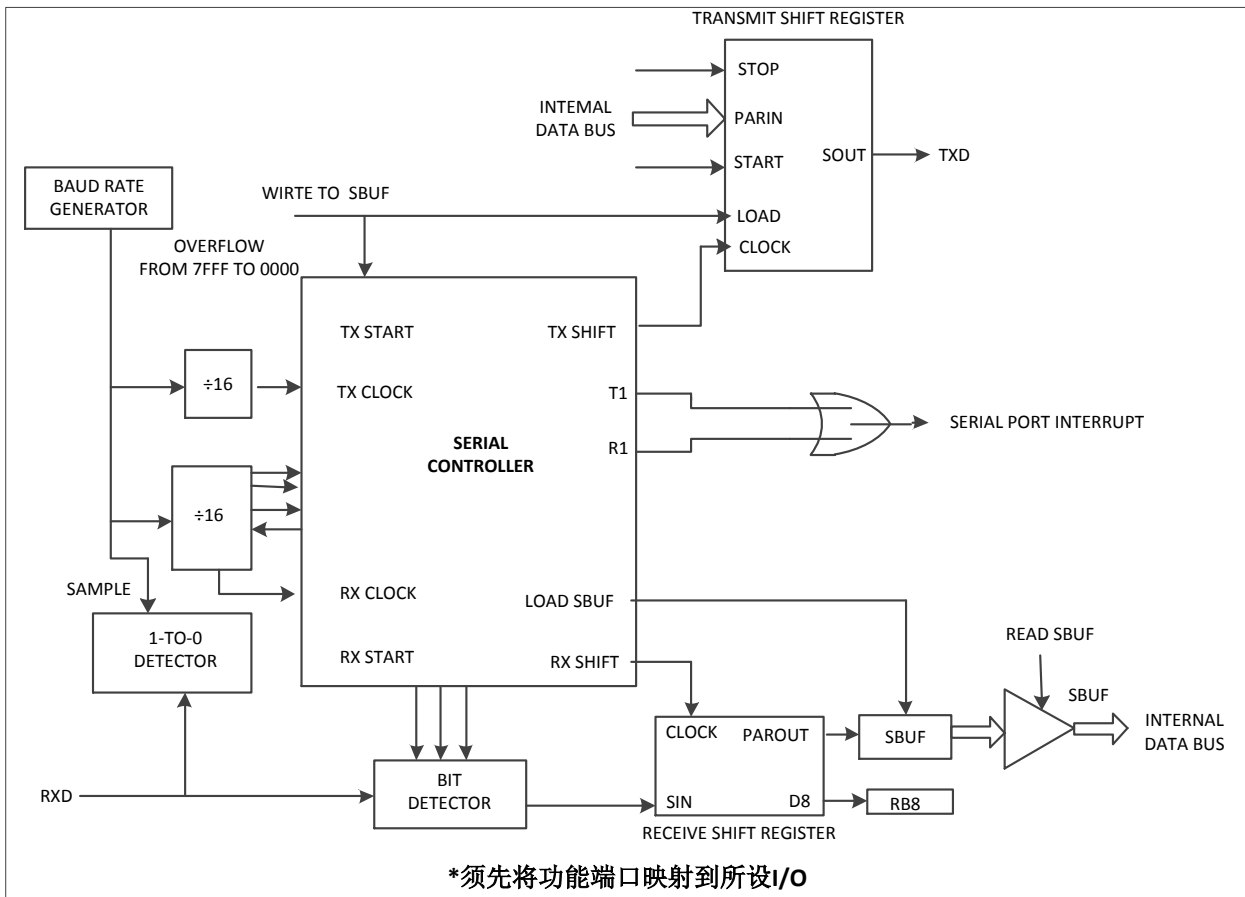 TRANSMIT SHIFT REGISTER
STOP
INTEMAL
DATA BUS
PARIN
START
SOUT
TXD
BAUD RATE
GENERATOR
WIRTE TO SBUF
LOAD
CLOCK
OVERFLOW
FROM 7FFF TO 0000
TX START
TX SHIFT
÷16
TX CLOCK
T1
SERIAL PORT INTERRUPT
SERIAL
CONTROLLER
R1
÷16
SAMPLE
RX CLOCK
LOAD SBUF
1-TO-0
DETECTOR
RX START
RX SHIFT
READ SBUF
SBUF
CLOCK
PAROUT
SBUF
INTERNAL
DATA BUS
RXD
BIT
DETECTOR
SIN
D8
RB8
RECEIVE SHIFT REGISTER
*须先将功能端口映射到所设I/O